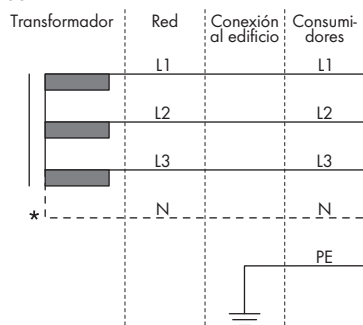 Transformador
Red
Conexión
al edificio
Consumi-
dores
L1
L1
L2
L2
L3
L3
*
N
N
PE